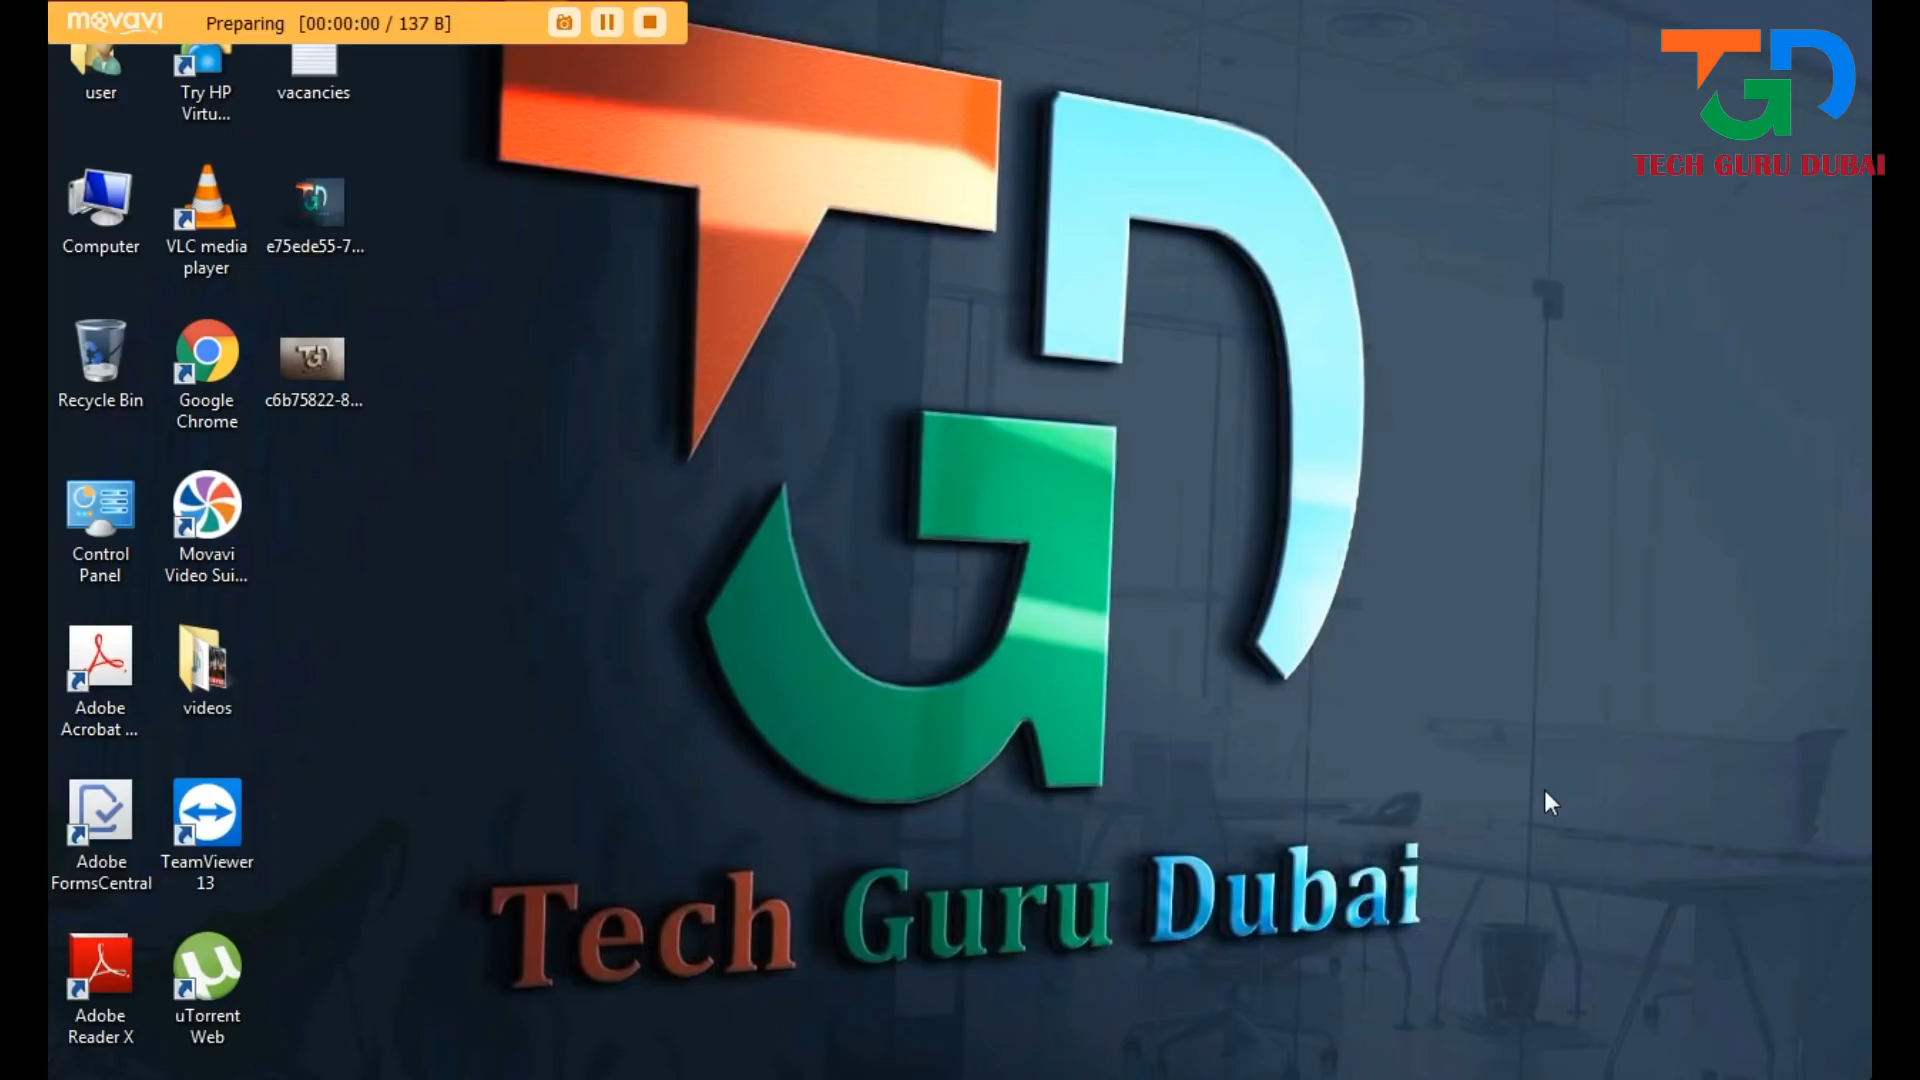 movavi Preparing [00:00:00 / 137 B]
TECH GURU DUBAI
user
Try HP
Virtu...
vacancies
Computer
VLC media
player
e75ede55-7...
Recycle Bin
Google
Chrome
c6b75822-8...
Control
Panel
Movavi
Video Sui...
Adobe
Acrobat ...
videos
Adobe
FormsCentral
TeamViewer
13
Adobe
Reader X
uTorrent
Web
Tech Guru Dubai